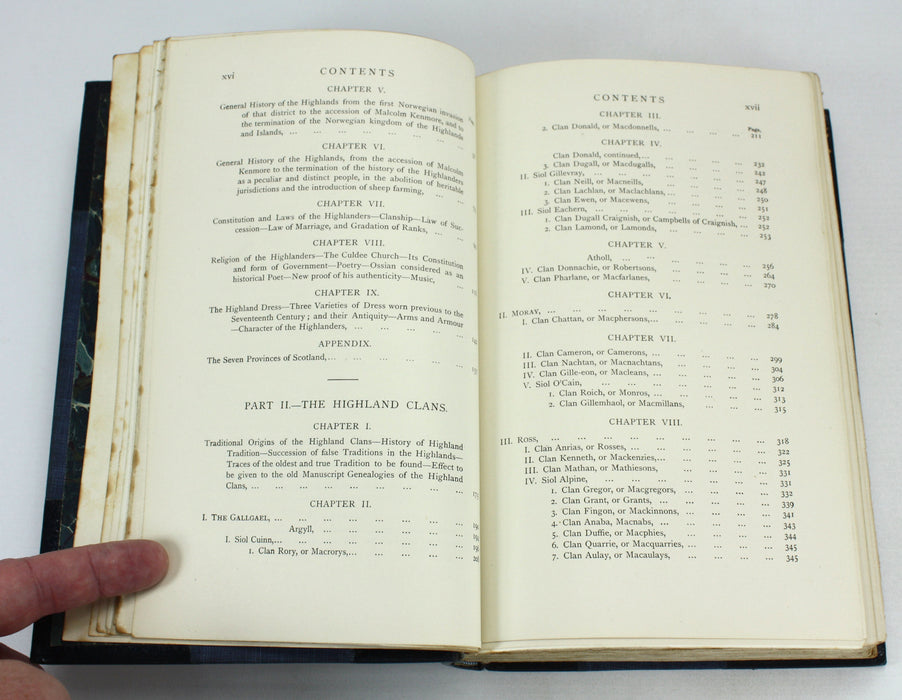 xvi CONTENTS
CHAPTER V.
General History of the Highlands from the first Norwegian invasion
of that district to the accession of Malcolm Kenmore, and to
the termination of the Norwegian kingdom of the Highlands
and Islands, ... ... ... ... ... ...
CHAPTER VI.
General History of the Highlands, from the accession of Malcolm
Kenmore to the termination of the history of the Highlanders
as a peculiar and distinct people, in the abolition of heritable
jurisdictions and the introduction of sheep farming, ... ...
CHAPTER VII.
Constitution and Laws of the Highlanders—Clanship—Law of Suc-
cession—Law of Marriage, and Gradation of Ranks, ... ...
CHAPTER VIII.
Religion of the Highlanders—The Culdee Church—Its Constitution
and form of Government—Poetry—Ossian considered as an
historical Poet—New proof of his authenticity—Music, ...
CHAPTER IX.
The Highland Dress—Three Varieties of Dress worn previous to the
Seventeenth Century; and their Antiquity—Arms and Armour
—Character of the Highlanders, ... ... ... ...
APPENDIX.
The Seven Provinces of Scotland,... ... ... ... ...
PART II.—THE HIGHLAND CLANS.
CHAPTER I.
Traditional Origins of the Highland Clans—History of Highland
Tradition—Succession of false Traditions in the Highlands—
Traces of the oldest and true Tradition to be found—Effect to
be given to the old Manuscript Genealogies of the Highland
Clans, ... ... ... ... ... ... ...
CHAPTER II.
I. THE GALLGAEL, ... ... ... ... ... ...
Argyll, ... ... ... ... ...
I. Siol Cuinn, ... ... ... ... ... ...
1. Clan Rory, or Macrorys, ... ... ... ...
CONTENTS xvii
CHAPTER III.
Page.
2. Clan Donald, or Macdonnells, ... ... ... ... 211
CHAPTER IV.
Clan Donald, continued, ... ... ... ... 232
3. Clan Dugall, or Macdugalls, ... ... ... ... 242
II. Siol Gillevray, ... ... ... ... ... 247
1. Clan Neill, or Macneills, ... ... ... ... 248
2. Clan Lachlan, or Maclachlans, ... ... ... ... 250
3. Clan Ewen, or Macewens, ... ... ... ... 251
III. Siol Eachern, ... ... ... ... ... 252
1. Clan Dugall Craignish, or Campbells of Craignish, ... 252
2. Clan Lamond, or Lamonds, ... ... ... ... 253
CHAPTER V.
Atholl, ... ... ... ... ... 256
IV. Clan Donnachie, or Robertsons, ... ... ... ... 264
V. Clan Pharlane, or Macfarlanes, ... ... ... ... 270
CHAPTER VI.
II. MORAY, ... ... ... ... ... ... 278
I. Clan Chattan, or Macphersons, ... ... ... ... 284
CHAPTER VII.
II. Clan Cameron, or Camerons, ... ... ... ... 299
III. Clan Nachtan, or Macnachtans, ... ... ... ... 304
IV. Clan Gille-eon, or Macleans, ... ... ... ... 306
V. Siol O'Cain, ... ... ... ... ... 312
1. Clan Roich, or Monros, ... ... ... ... 313
2. Clan Gillemhaol, or Macmillans, ... ... ... 315
CHAPTER VIII.
III. ROSS, ... ... ... ... ... ... 318
I. Clan Anrias, or Rosses, ... ... ... ... ... 322
II. Clan Kenneth, or Mackenzies, ... ... ... ... 325
III. Clan Mathan, or Mathiesons, ... ... ... ... 331
IV. Siol Alpine, ... ... ... ... ... 331
1. Clan Gregor, or Macgregors, ... ... ... ... 332
2. Clan Grant, or Grants, ... ... ... ... 339
3. Clan Fingon, or Mackinnons, ... ... ... ... 341
4. Clan Anaba, Macnabs, ... ... ... ... 343
5. Clan Duffie, or Macphies, ... ... ... ... 344
6. Clan Quarrie, or Macquarries, ... ... ... ... 345
7. Clan Aulay, or Macaulays, ... ... ... ... 345